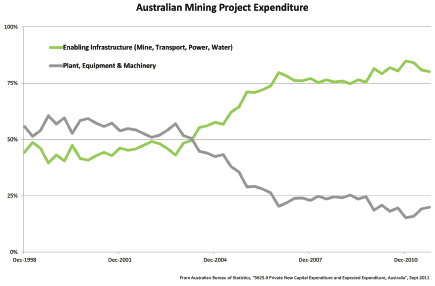 Australian Mining Project Expenditure
100%
Enabling Infrastructure (Mine, Transport, Power, Water)
Plant, Equipment & Machinery
75%
50%
25%
0%
Dec-1998 Dec-2001 Dec-2004 Dec-2007 Dec-2010
From Australian Bureau of Statistics, "5625.0 Private New Capital Expenditure and Expected Expenditure, Australia", Sept 2011